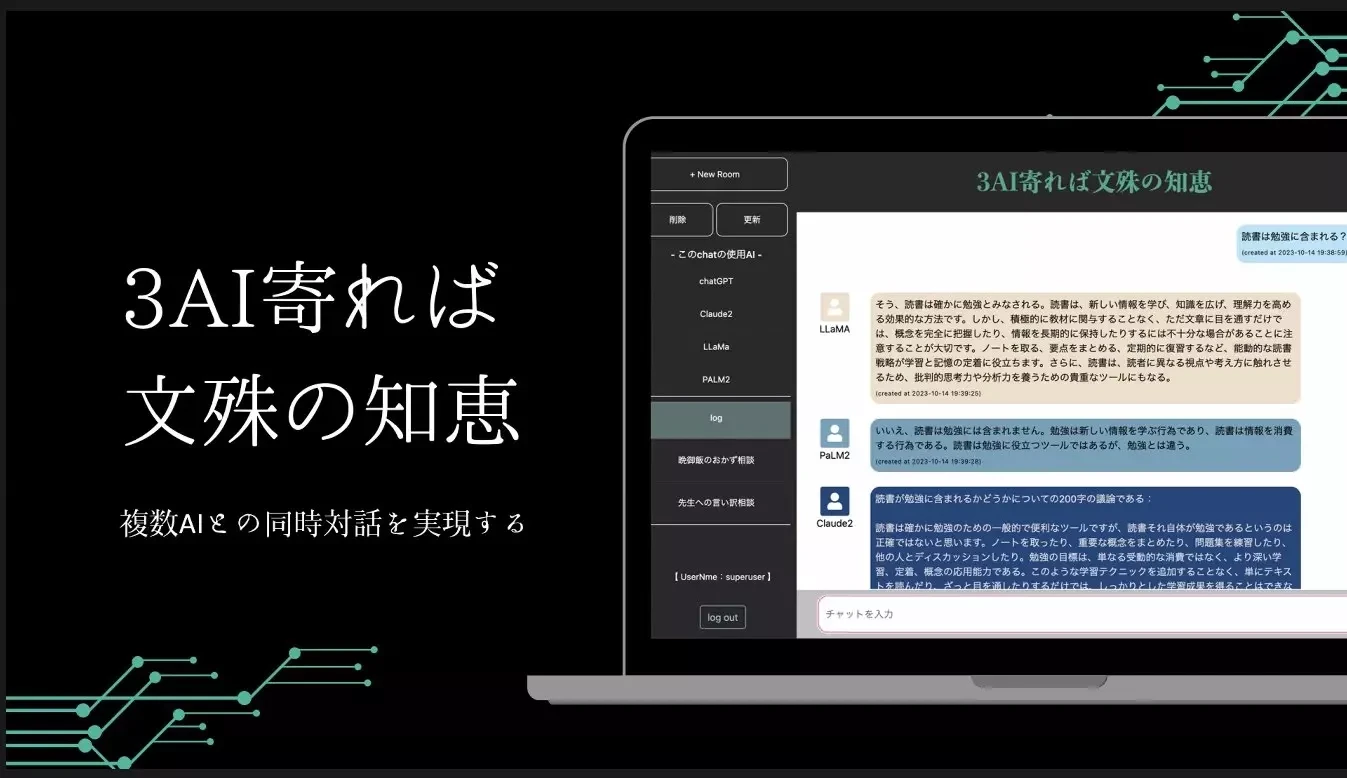 3AI寄れば
文殊の知恵
複数AIとの同時対話を実現する
+ New Room
削除
更新
- このchatの使用AI -
chatGPT
Claude2
LLaMa
PALM2
log
晩御飯のおかず相談
先生への言い訳相談
【 UserNme：superuser 】
log out
3AI寄れば文殊の知恵
読書は勉強に含まれる？
(created at 2023-10-14 19:38:59)
LLaMA
そう、読書は確かに勉強とみなされる。読書は、新しい情報を学び、知識を広げ、理解力を高め
る効果的な方法です。しかし、積極的に教材に関与することなく、ただ文章に目を通すだけで
は、概念を完全に把握したり、情報を長期的に保持したりするには不十分な場合があることに注
意することが大切です。ノートを取る、要点をまとめる、定期的に復習するなど、能動的な読書
戦略が学習と記憶の定着に役立ちます。さらに、読書は、読者に異なる視点や考え方に触れさせ
るため、批判的思考力や分析力を養うための貴重なツールにもなる。
(created at 2023-10-14 19:39:25)
PaLM2
いいえ、読書は勉強には含まれません。勉強は新しい情報を学ぶ行為であり、読書は情報を消費
する行為である。読書は勉強に役立つツールではあるが、勉強とは違う。
(created at 2023-10-14 19:39:28)
Claude2
読書が勉強に含まれるかどうかについての200字の議論である：
読書は確かに勉強のための一般的で便利なツールですが、読書それ自体が勉強であるというのは
正確ではないと思います。ノートを取ったり、重要な概念をまとめたり、問題集を練習したり、
他の人とディスカッションしたり。勉強の目標は、単なる受動的な消費ではなく、より深い学
習、定着、概念の応用能力である。このような学習テクニックを追加することなく、単にテキス
トを読んだり、ざっと目を通したりするだけでは、しっかりとした学習成果を得ることはできな
チャットを入力